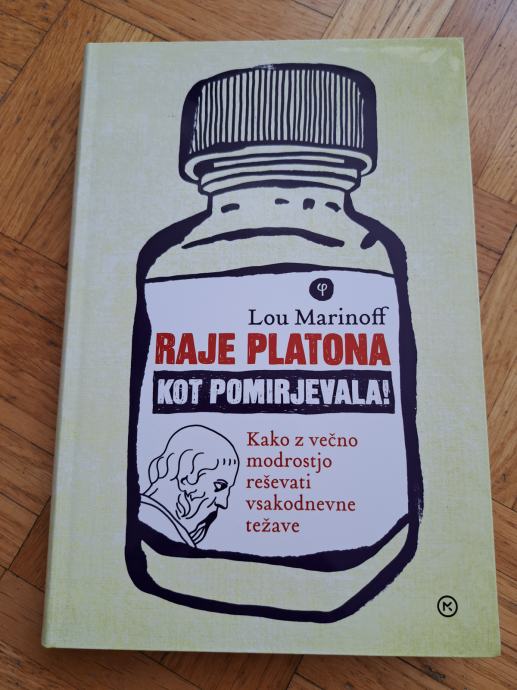 φ
Lou Marinoff
RAJE PLATONA
KOT POMIRJEVALA!
Kako z večno
modrostjo
reševati
vsakodnevne
težave